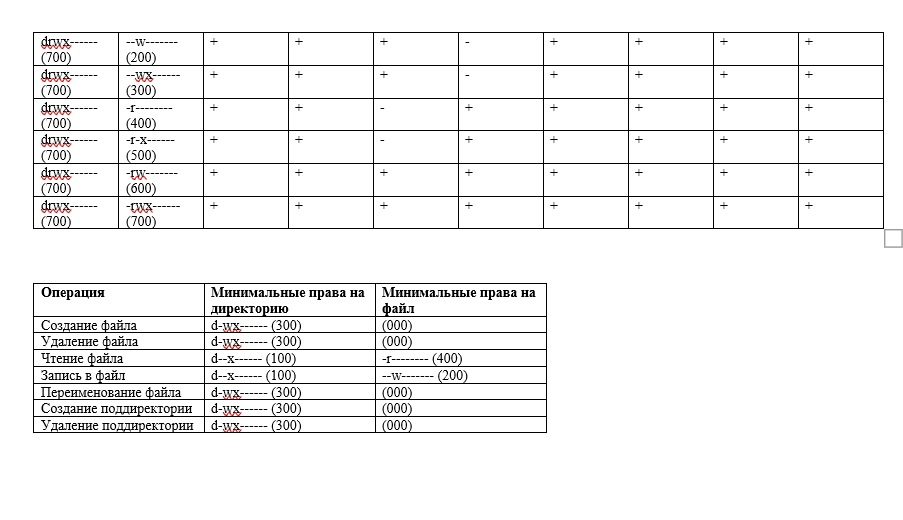 drwx------ --w------- + + + - + + + +
(700) (200)
drwx------ --wx------ + + + - + + + +
(700) (300)
drwx------ -r-------- + + - + + + + +
(700) (400)
drwx------ -r-x------ + + - + + + + +
(700) (500)
drwx------ -rw------- + + + + + + + +
(700) (600)
drwx------ -rwx------ + + + + + + + +
(700) (700)
Операция Минимальные права на Минимальные права на
директорию файл
Создание файла d-wx------ (300) (000)
Удаление файла d-wx------ (300) (000)
Чтение файла d--x------ (100) -r-------- (400)
Запись в файл d--x------ (100) --w------- (200)
Переименование файла d-wx------ (300) (000)
Создание поддиректории d-wx------ (300) (000)
Удаление поддиректории d-wx------ (300) (000)